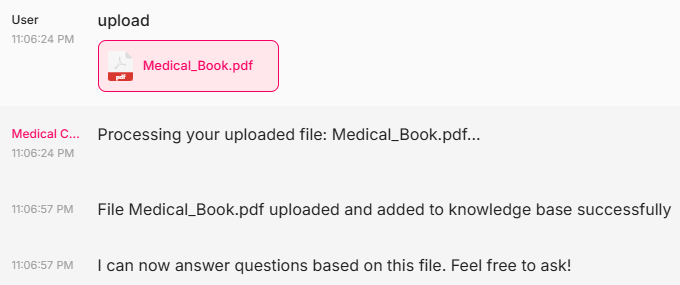 User
upload
11:06:24 PM
pdf
Medical_Book.pdf
Medical C...
Processing your uploaded file: Medical_Book.pdf...
11:06:24 PM
11:06:57 PM
File Medical_Book.pdf uploaded and added to knowledge base successfully
11:06:57 PM
I can now answer questions based on this file. Feel free to ask!